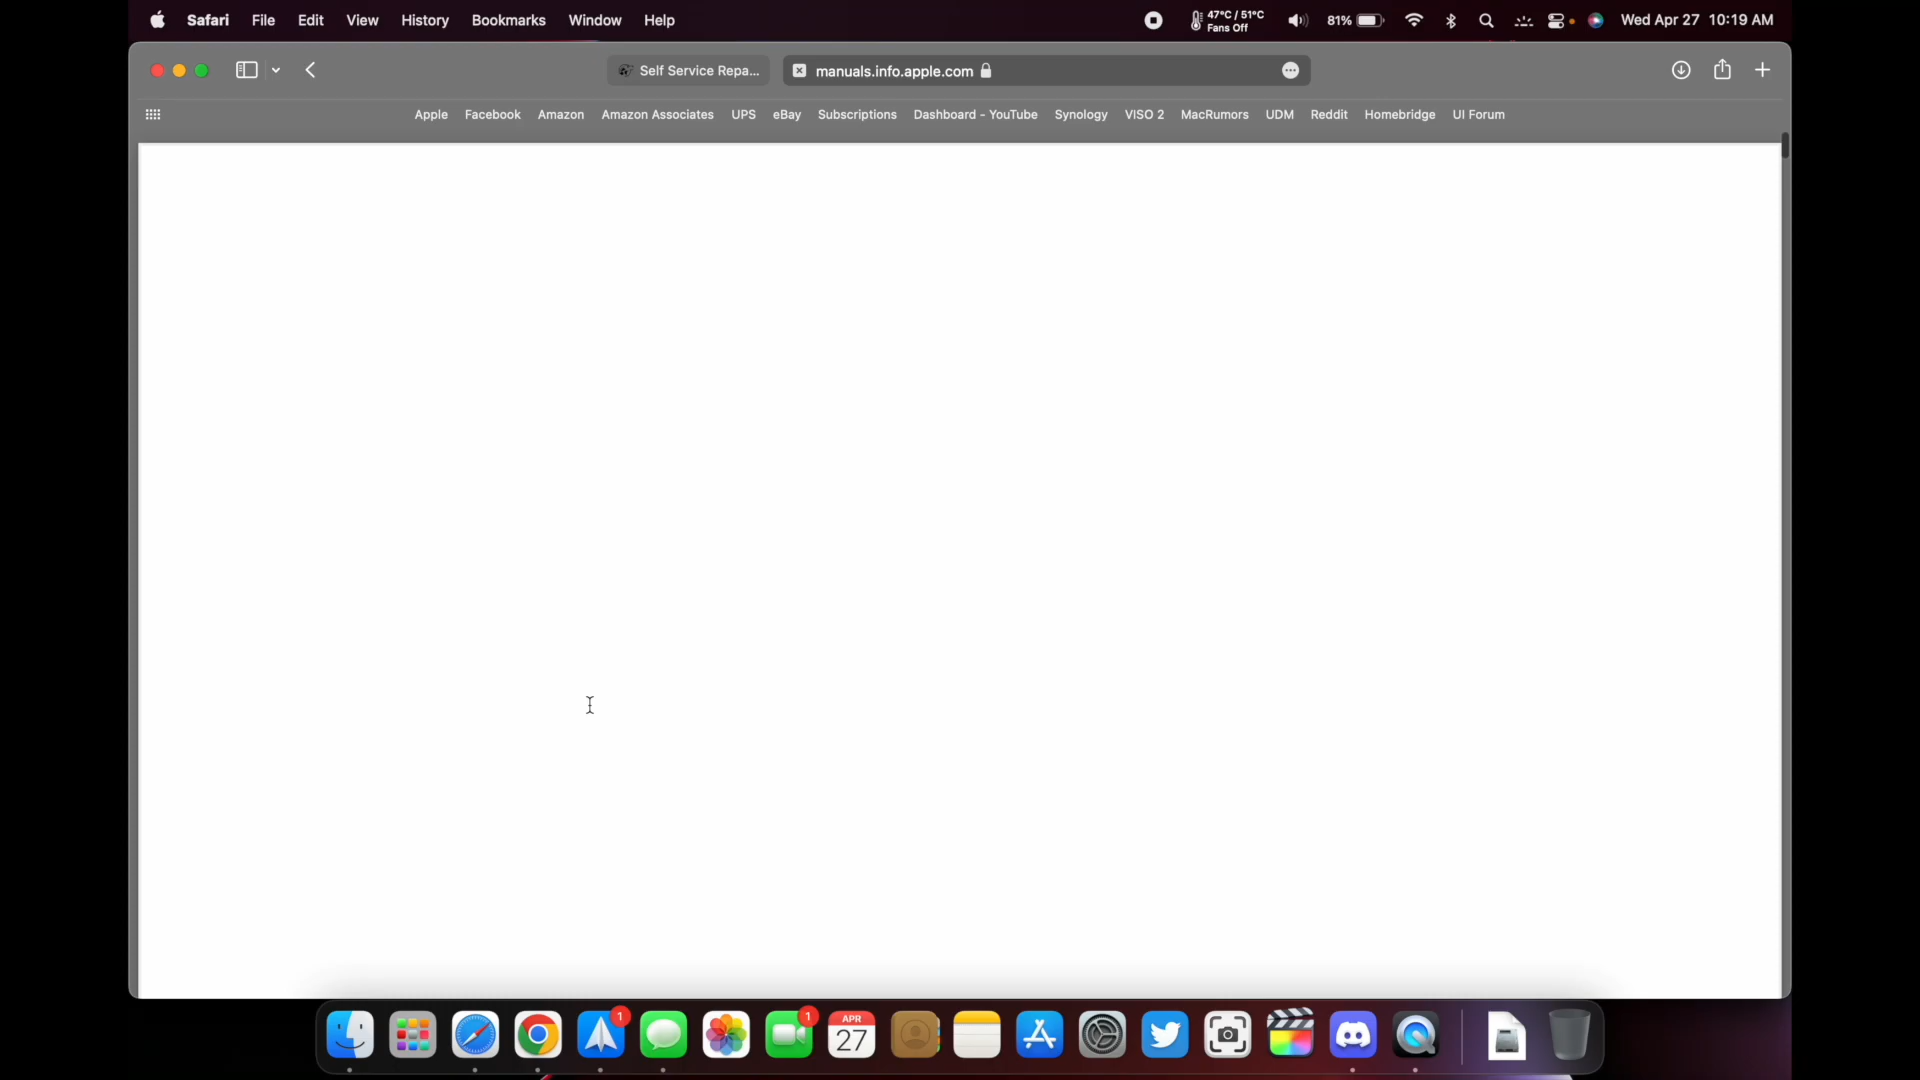 Safari File Edit View History Bookmarks Window Help 47°C / 51°C 81% Wed Apr 27 10:19 AM
Fans Off
Self Service Repa... manuals.info.apple.com
Apple Facebook Amazon Amazon Associates UPS eBay Subscriptions Dashboard - YouTube Synology VISO 2 MacRumors UDM Reddit Homebridge UI Forum
1 1 APR
27